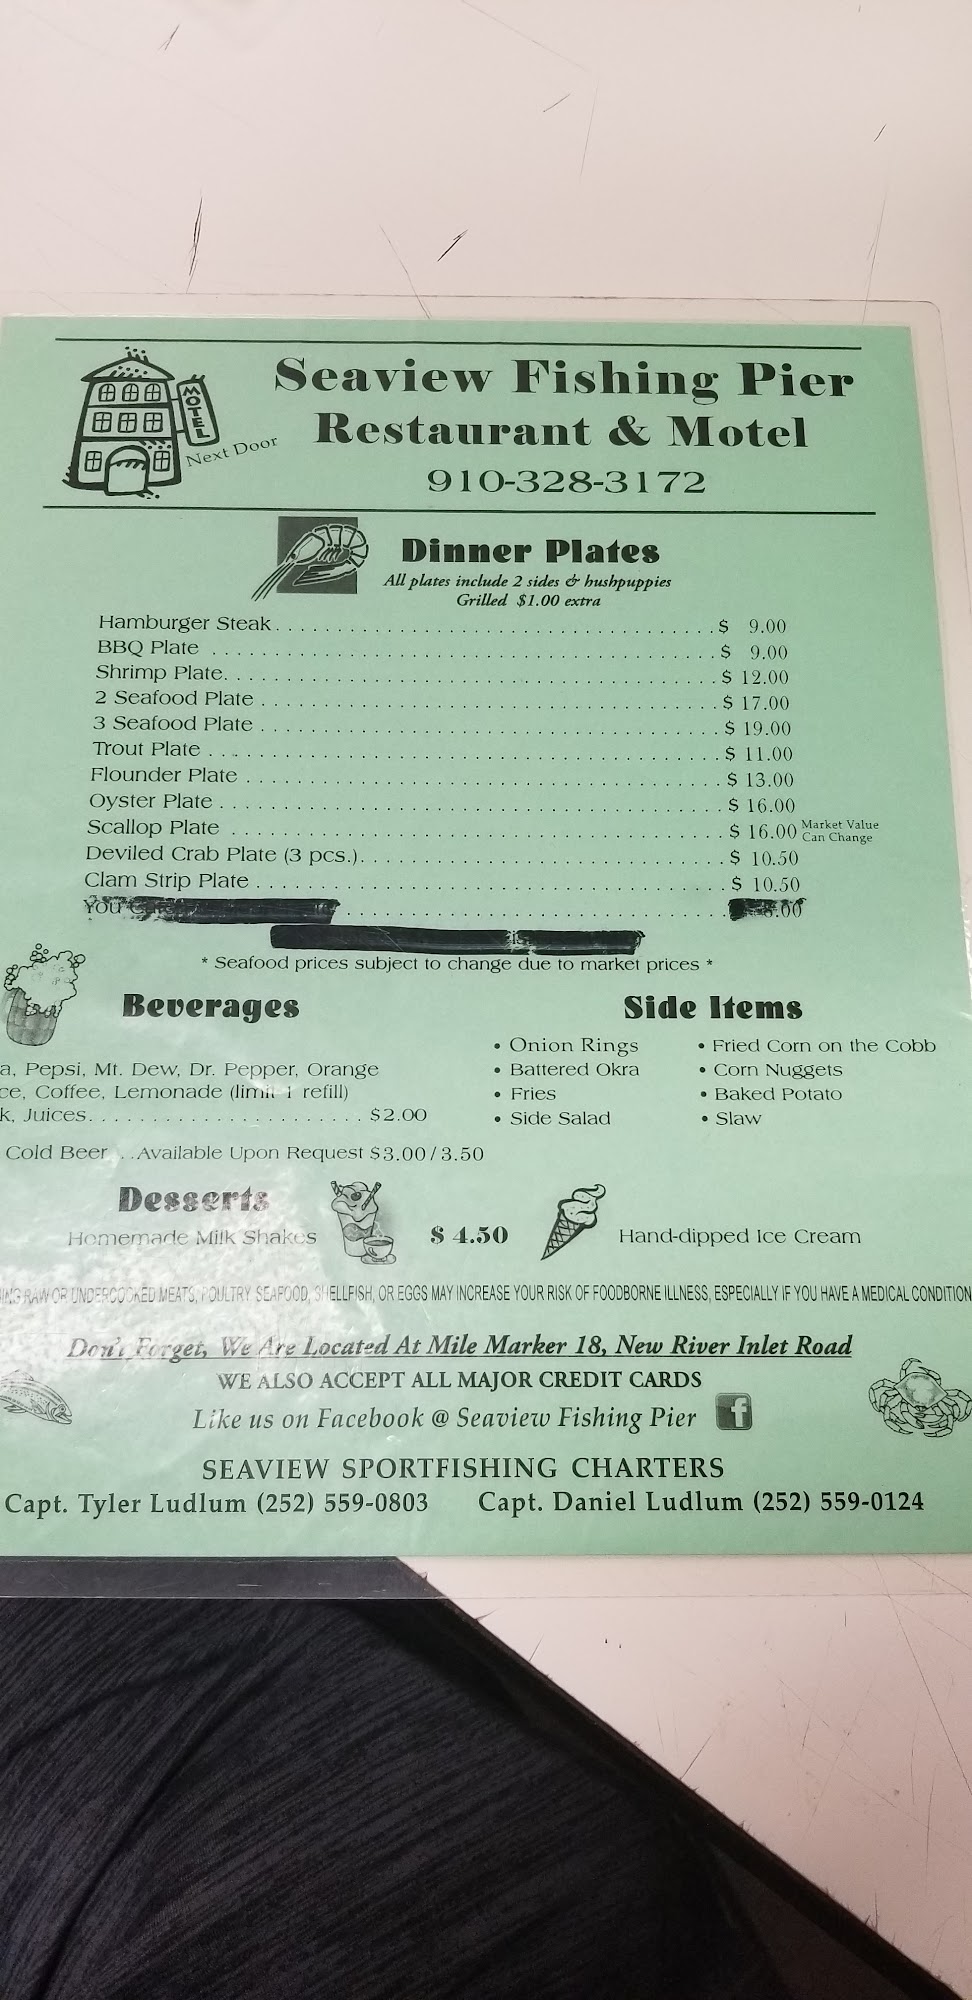 MOTEL
Next Door
Seaview Fishing Pier
Restaurant & Motel
910-328-3172
Dinner Plates
All plates include 2 sides & hushpuppies
Grilled $1.00 extra
Hamburger Steak . . . . $ 9.00
BBQ Plate . . . . $ 9.00
Shrimp Plate . . . . $ 12.00
2 Seafood Plate . . . . $ 17.00
3 Seafood Plate . . . . $ 19.00
Trout Plate . . . . $ 11.00
Flounder Plate . . . . $ 13.00
Oyster Plate . . . . $ 16.00
Scallop Plate . . . . $ 16.00 Market Value Can Change
Deviled Crab Plate (3 pcs.) . . . . $ 10.50
Clam Strip Plate . . . . $ 10.50
You
* Seafood prices subject to change due to market prices *
Beverages
a, Pepsi, Mt. Dew, Dr. Pepper, Orange
ce, Coffee, Lemonade (limit 1 refill)
k, Juices . . . . $2.00
Cold Beer . . Available Upon Request $3.00/3.50
Side Items
• Onion Rings
• Battered Okra
• Fries
• Side Salad
• Fried Corn on the Cobb
• Corn Nuggets
• Baked Potato
• Slaw
Desserts
Homemade Milk Shakes $ 4.50 Hand-dipped Ice Cream
ING RAW OR UNDERCOOKED MEATS, POULTRY SEAFOOD, SHELLFISH, OR EGGS MAY INCREASE YOUR RISK OF FOODBORNE ILLNESS, ESPECIALLY IF YOU HAVE A MEDICAL CONDITION
Don't Forget, We Are Located At Mile Marker 18, New River Inlet Road
WE ALSO ACCEPT ALL MAJOR CREDIT CARDS
Like us on Facebook @ Seaview Fishing Pier f
SEAVIEW SPORTFISHING CHARTERS
Capt. Tyler Ludlum (252) 559-0803 Capt. Daniel Ludlum (252) 559-0124